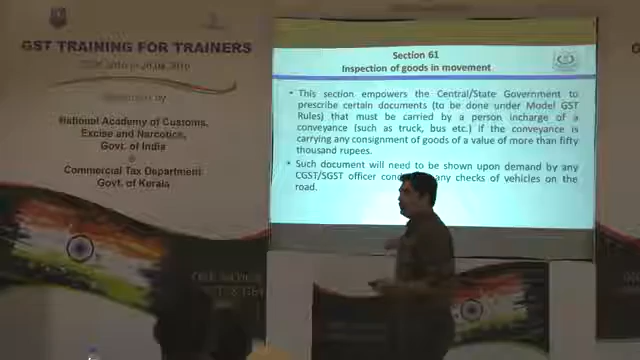 GST TRAINING FOR TRAINERS
National Academy of Customs,
Excise and Narcotics,
Govt. of India
&
Commercial Tax Department
Govt. of Kerala
Section 61
Inspection of goods in movement
• This section empowers the Central/State Government to
prescribe certain documents (to be done under Model GST
Rules) that must be carried by a person incharge of a
conveyance (such as truck, bus etc.) if the conveyance is
carrying any consignment of goods of a value of more than fifty
thousand rupees.
• Such document will need to be shown upon demand by any
CGST/SGST officer any checks of vehicles on the
road.